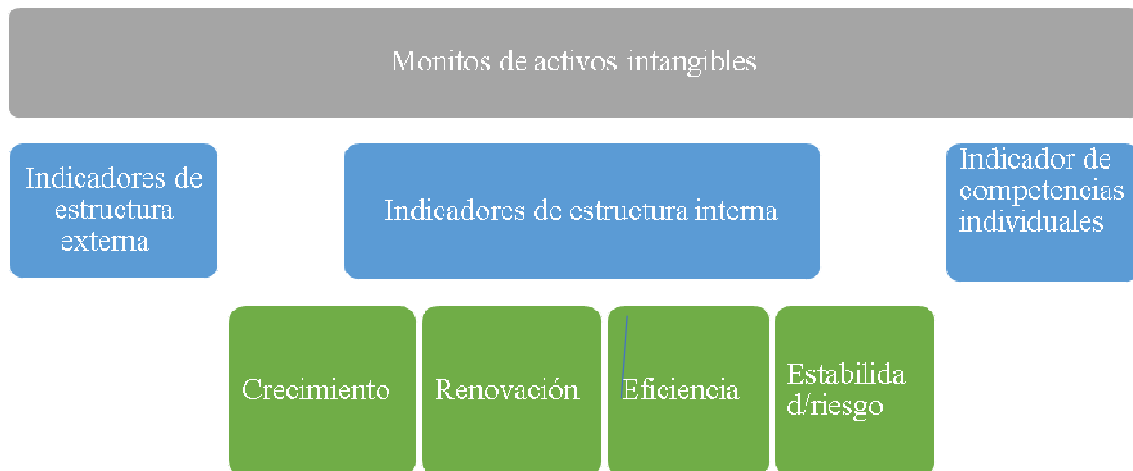 Monitos de activos intangibles
Indicadores de
estructura
externa
Indicadores de estructura interna
Indicador de
competencias
individuales
Crecimiento
Renovación
Eficiencia
Estabilida
d/riesgo